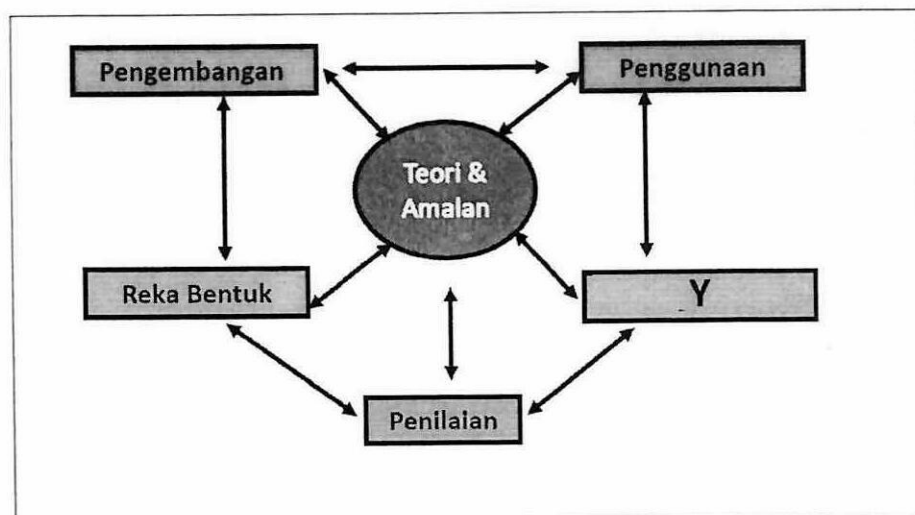 Pengembangan
Penggunaan
Teori &
Amalan
Reka Bentuk
Y
Penilaian